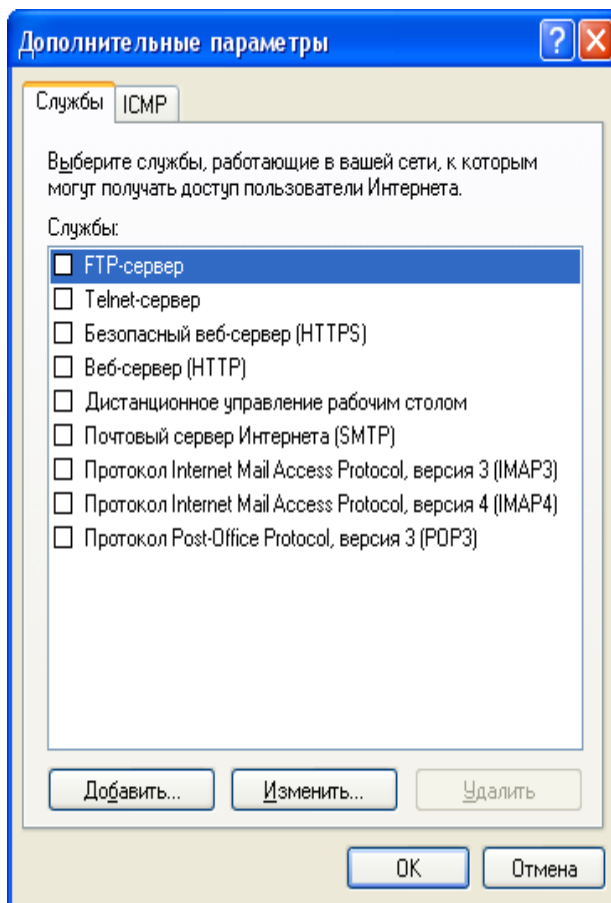 Дополнительные параметры
Службы
ICMP
Выберите службы, работающие в вашей сети, к которым
могут получать доступ пользователи Интернета.
Службы:
FTP-сервер
Telnet-сервер
Безопасный веб-сервер (HTTPS)
Веб-сервер (HTTP)
Дистанционное управление рабочим столом
Почтовый сервер Интернета (SMTP)
Протокол Internet Mail Access Protocol, версия 3 (IMAP3)
Протокол Internet Mail Access Protocol, версия 4 (IMAP4)
Протокол Post-Office Protocol, версия 3 (POP3)
Добавить...
Изменить...
Удалить
OK
Отмена